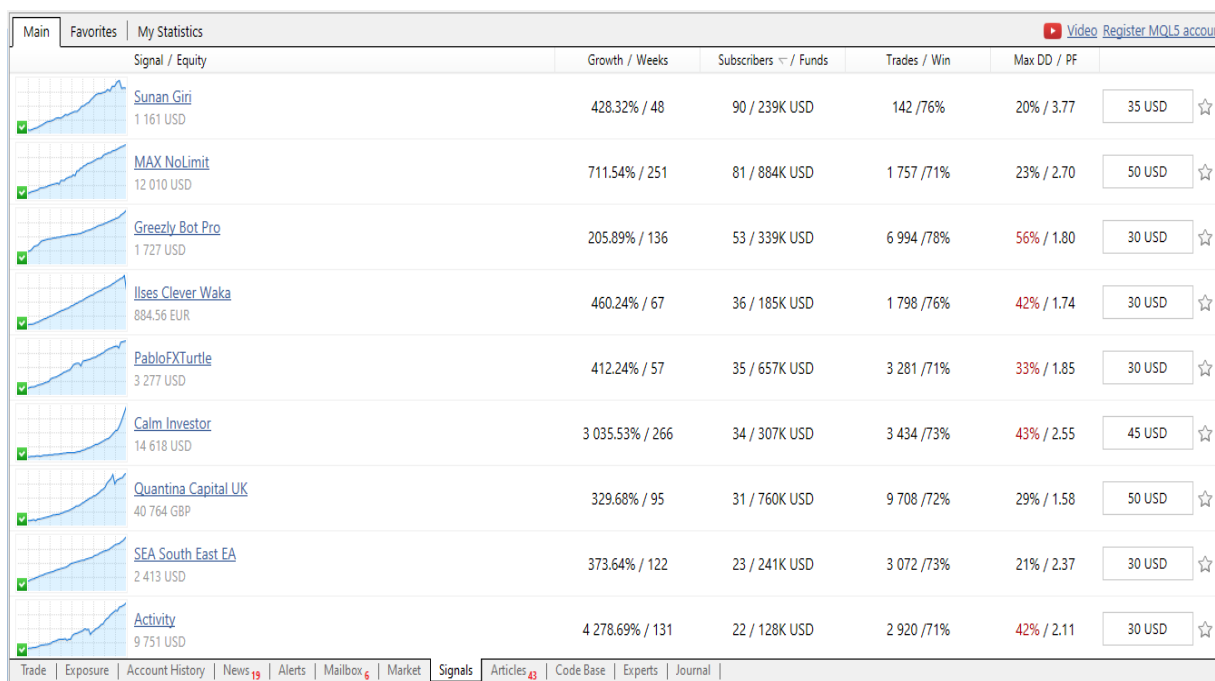 Main Favorites My Statistics Video Register MQL5 accour
Signal / Equity Growth / Weeks Subscribers / Funds Trades / Win Max DD / PF
Sunan Giri
1 161 USD
428.32% / 48 90 / 239K USD 142 /76% 20% / 3.77 35 USD
MAX NoLimit
12 010 USD
711.54% / 251 81 / 884K USD 1 757 /71% 23% / 2.70 50 USD
Greezly Bot Pro
1 727 USD
205.89% / 136 53 / 339K USD 6 994 /78% 56% / 1.80 30 USD
Ilses Clever Waka
884.56 EUR
460.24% / 67 36 / 185K USD 1 798 /76% 42% / 1.74 30 USD
PabloFXTurtle
3 277 USD
412.24% / 57 35 / 657K USD 3 281 /71% 33% / 1.85 30 USD
Calm Investor
14 618 USD
3 035.53% / 266 34 / 307K USD 3 434 /73% 43% / 2.55 45 USD
Quantina Capital UK
40 764 GBP
329.68% / 95 31 / 760K USD 9 708 /72% 29% / 1.58 50 USD
SEA South East EA
2 413 USD
373.64% / 122 23 / 241K USD 3 072 /73% 21% / 2.37 30 USD
Activity
9 751 USD
4 278.69% / 131 22 / 128K USD 2 920 /71% 42% / 2.11 30 USD
Trade Exposure Account History News 19 Alerts Mailbox 6 Market Signals Articles 43 Code Base Experts Journal